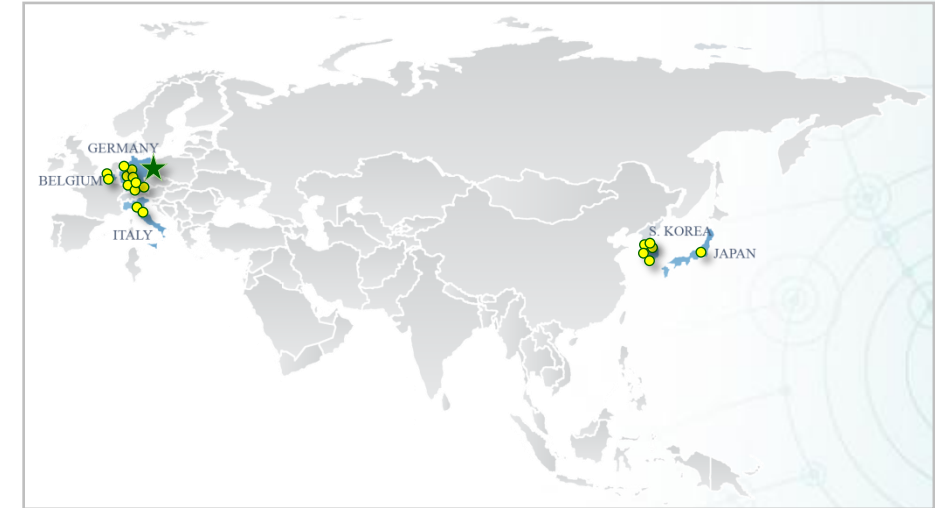 GERMANY
BELGIUM
ITALY
S. KOREA
JAPAN